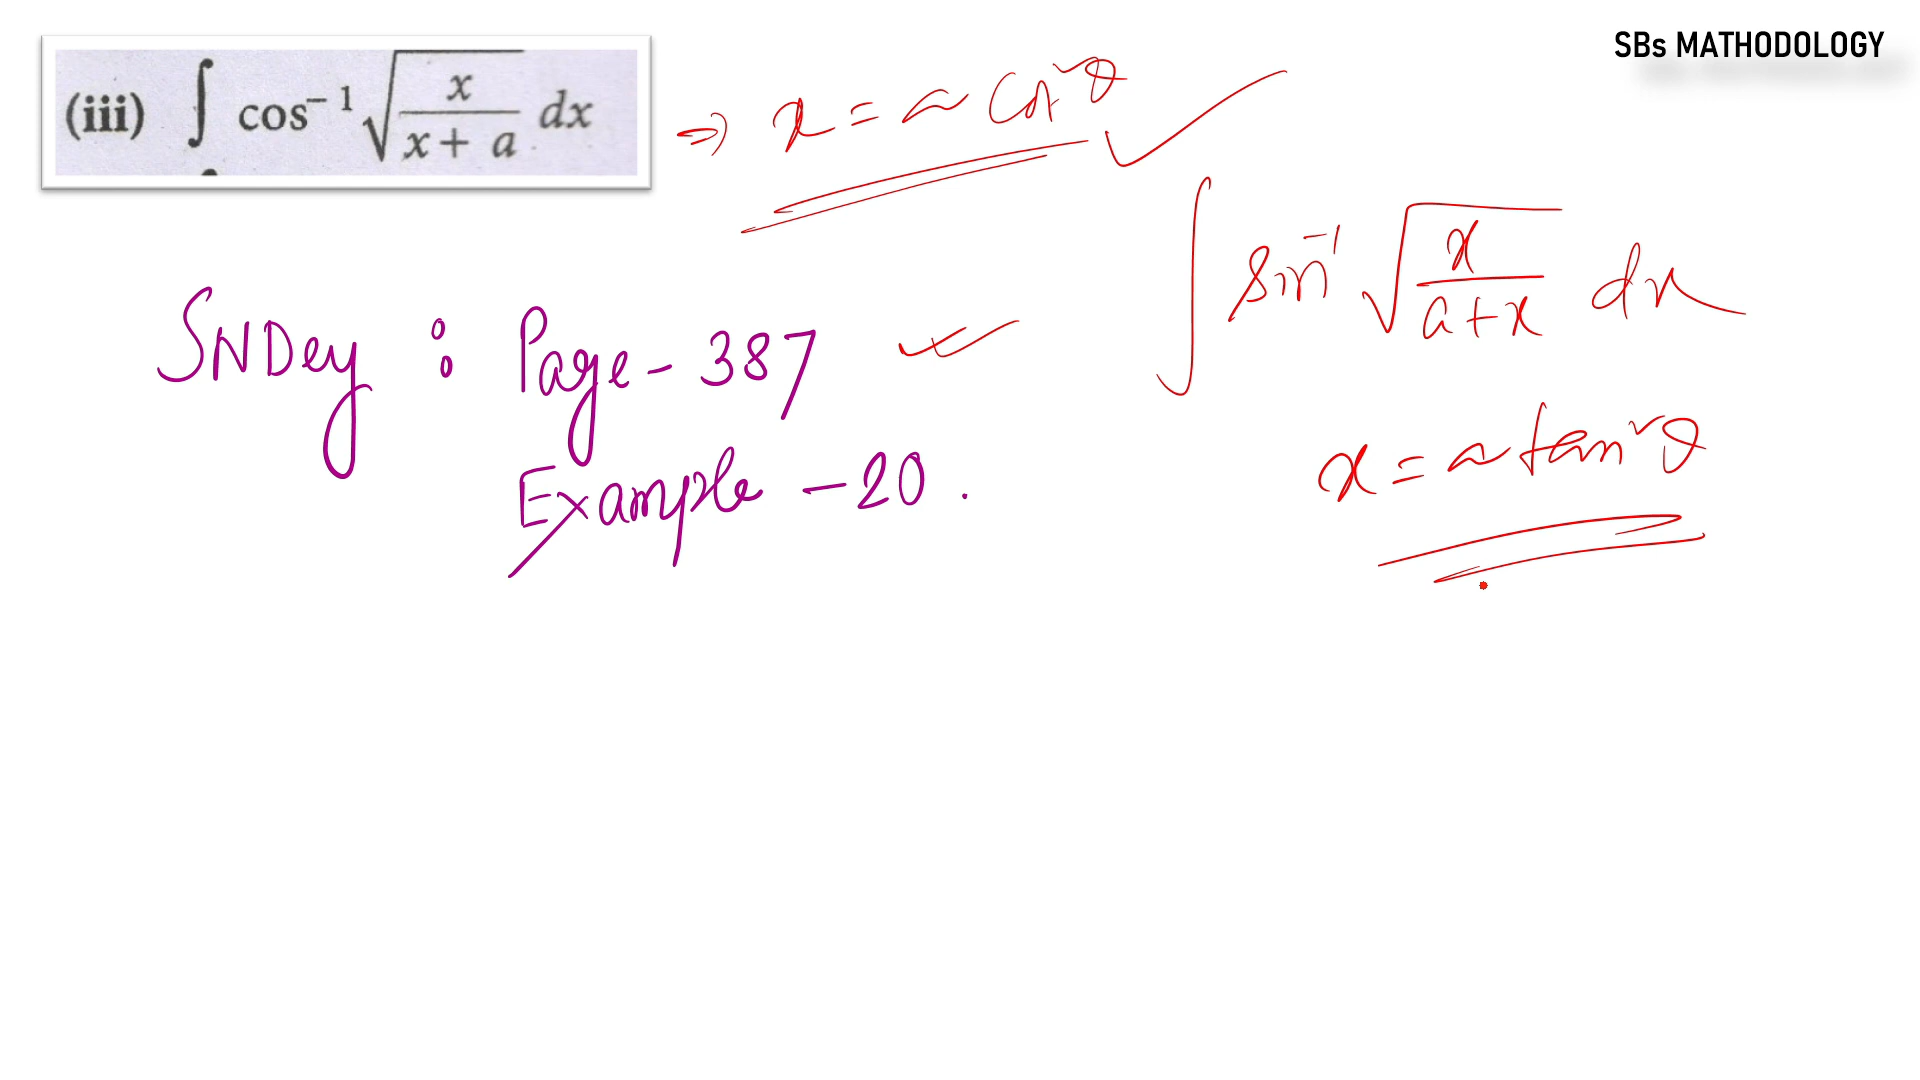 SBs MATHODOLOGY
(iii) ∫ cos⁻¹ √(x/(x + a)) dx
⇒ x = a cot²θ
∫ sin⁻¹ √(x/(a+x)) dx
SNDey : Page - 387
x = a tan²θ
Example - 20 .